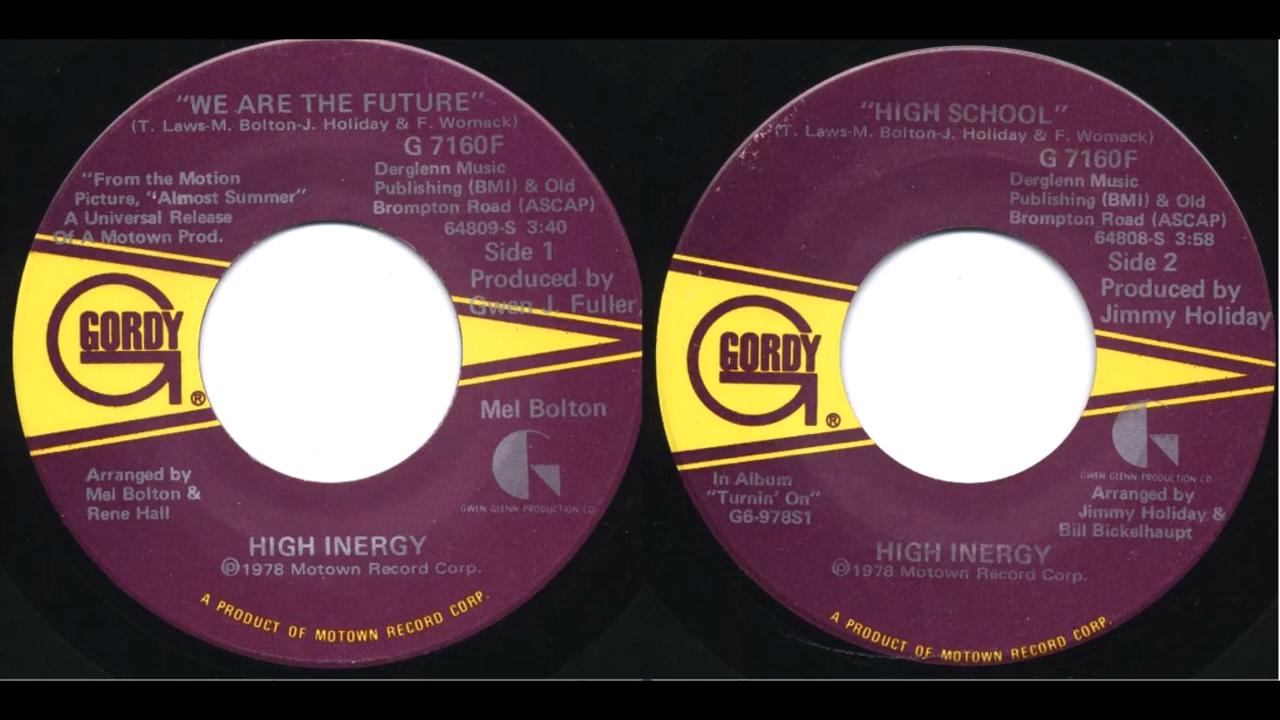 "WE ARE THE FUTURE"
(T. Laws-M. Bolton-J. Holiday & F. Womack)
G 7160F
Derglenn Music
Publishing (BMI) & Old
Brompton Road (ASCAP)
64809-S 3:40
Side 1
Produced by
Gwen J. Fuller,
"From the Motion
Picture, "Almost Summer"
A Universal Release
Of A Motown Prod.
GORDY
®
Mel Bolton
GWEN GLENN PRODUCTION CO
Arranged by
Mel Bolton &
Rene Hall
HIGH INERGY
℗1978 Motown Record Corp.
A PRODUCT OF MOTOWN RECORD CORP.
"HIGH SCHOOL"
(T. Laws-M. Bolton-J. Holiday & F. Womack)
G 7160F
Derglenn Music
Publishing (BMI) & Old
Brompton Road (ASCAP)
64808-S 3:58
Side 2
Produced by
Jimmy Holiday
GORDY
®
GWEN GLENN PRODUCTION CO
In Album
"Turnin' On"
G6-978S1
Arranged by
Jimmy Holiday &
Bill Bickelhaupt
HIGH INERGY
℗1978 Motown Record Corp.
A PRODUCT OF MOTOWN RECORD CORP.